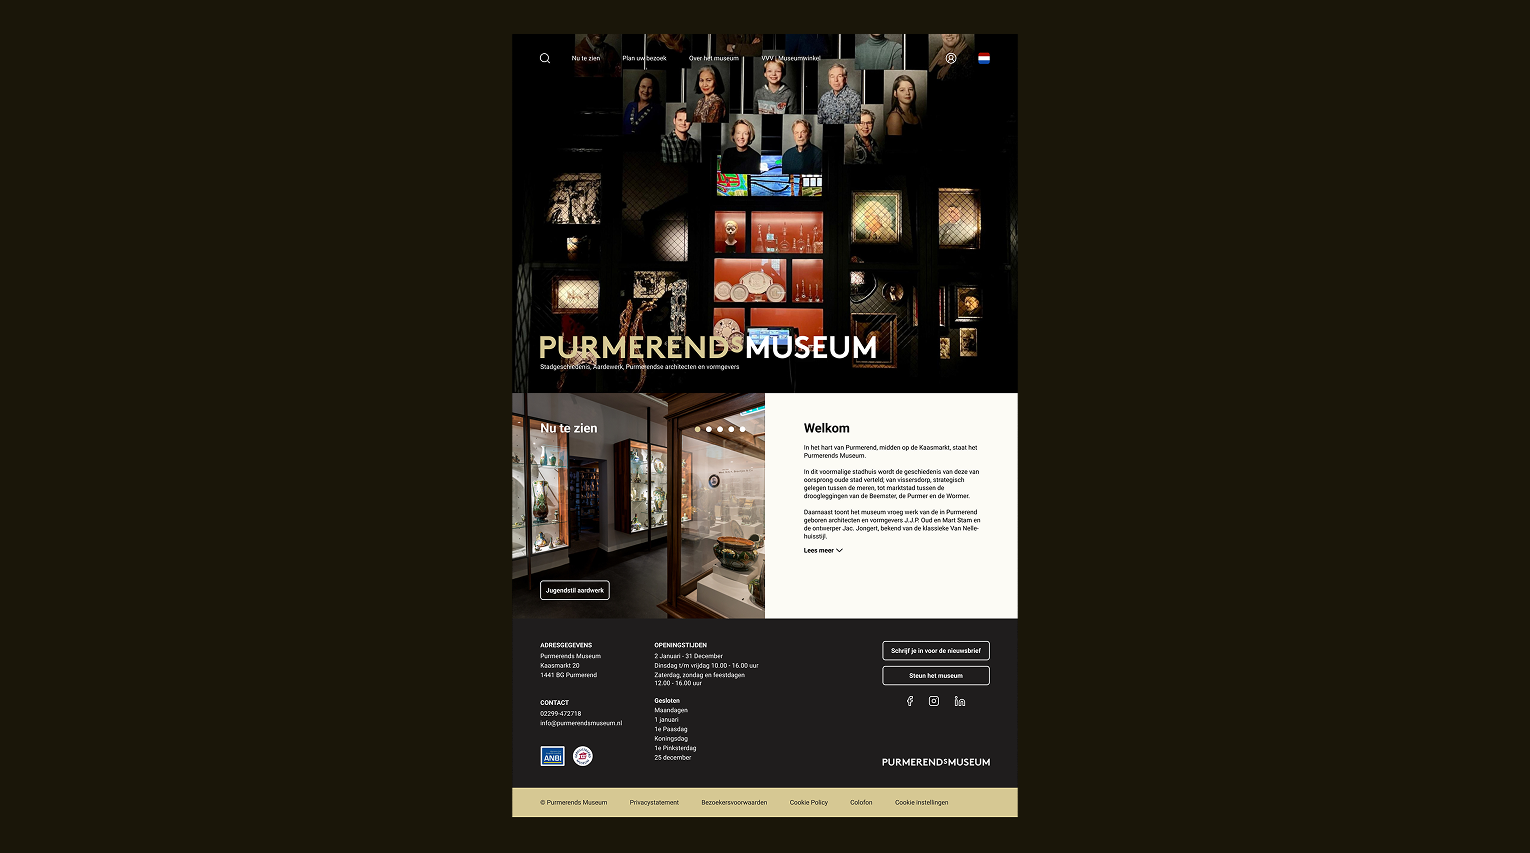 Nu te zien
Plan uw bezoek
Over het museum
VVV | Museumwinkel
PURMERENDSMUSEUM
Stadgeschiedenis, Aardewerk, Purmerendse architecten en vormgevers
Nu te zien
Jugendstil aardwerk
Welkom
In het hart van Purmerend, midden op de Kaasmarkt, staat het
Purmerends Museum.
In dit voormalige stadhuis wordt de geschiedenis van deze van
oorsprong oude stad verteld; van vissersdorp, strategisch
gelegen tussen de meren, tot marktstad tussen de
droogleggingen van de Beemster, de Purmer en de Wormer.
Daarnaast toont het museum vroeg werk van de in Purmerend
geboren architecten en vormgevers J.J.P. Oud en Mart Stam en
de ontwerper Jac. Jongert, bekend van de klassieke Van Nelle-
huisstijl.
Lees meer
ADRESGEGEVENS
Purmerends Museum
Kaasmarkt 20
1441 BG Purmerend
CONTACT
02299-472718
info@purmerendsmuseum.nl
ANBI
OPENINGSTIJDEN
2 Januari - 31 December
Dinsdag t/m vrijdag 10.00 - 16.00 uur
Zaterdag, zondag en feestdagen
12.00 - 16.00 uur
Gesloten
Maandagen
1 januari
1e Paasdag
Koningsdag
1e Pinksterdag
25 december
Schrijf je in voor de nieuwsbrief
Steun het museum
PURMERENDSMUSEUM
© Purmerends Museum
Privacystatement
Bezoekersvoorwaarden
Cookie Policy
Colofon
Cookie instellingen